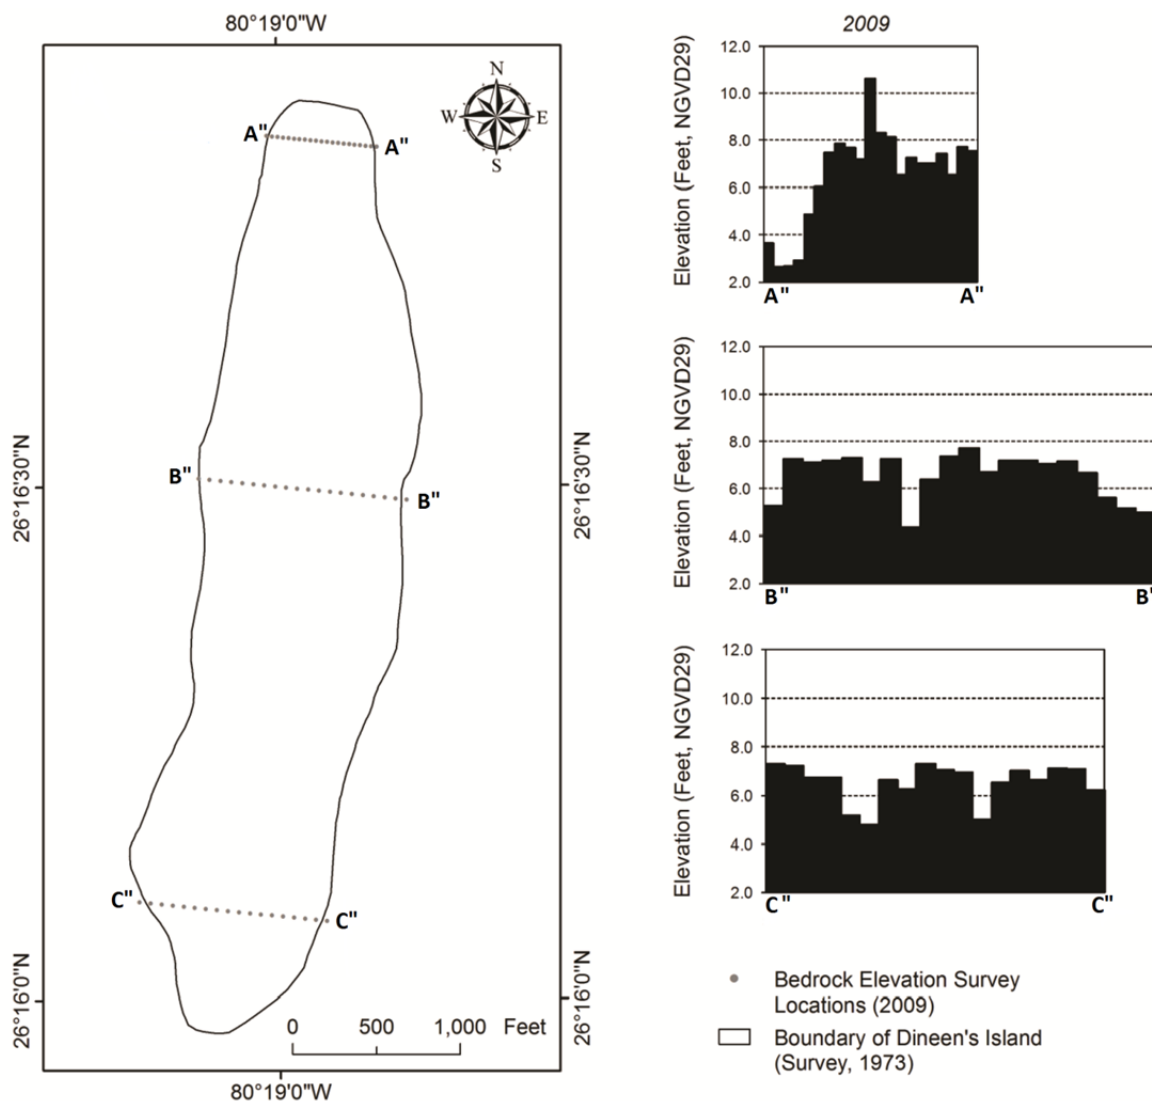 80°19'0"W
N
W
E
S
A"
A"
B"
B"
C"
C"
26°16'30"N
26°16'30"N
26°16'0"N
26°16'0"N
0 500 1,000 Feet
80°19'0"W
2009
Elevation (Feet, NGVD29)
12.0
10.0
8.0
6.0
4.0
2.0
A" A"
Elevation (Feet, NGVD29)
12.0
10.0
8.0
6.0
4.0
2.0
B" B"
Elevation (Feet, NGVD29)
12.0
10.0
8.0
6.0
4.0
2.0
C" C"
Bedrock Elevation Survey
Locations (2009)
Boundary of Dineen's Island
(Survey, 1973)